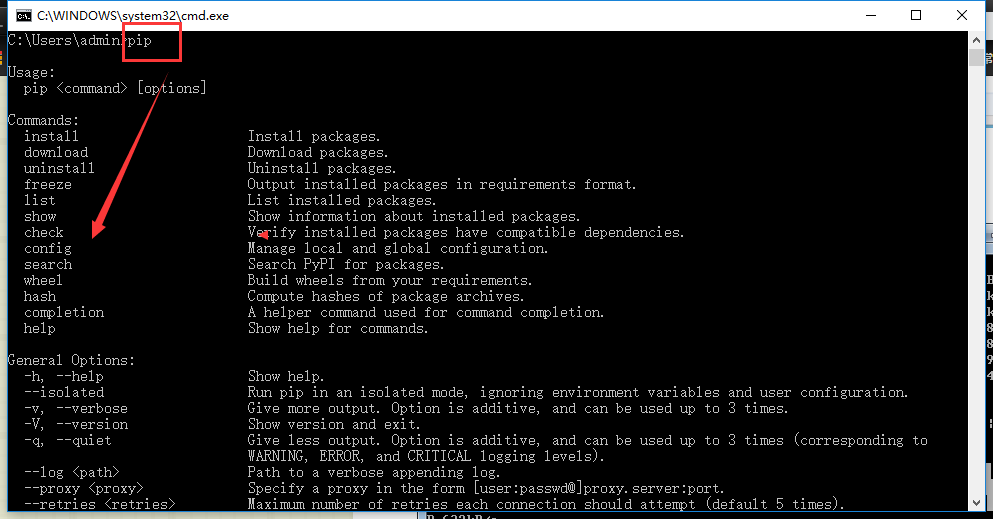 C:\WINDOWS\system32\cmd.exe
C:\Users\admin>pip
Usage:
pip <command> [options]
Commands:
install Install packages.
download Download packages.
uninstall Uninstall packages.
freeze Output installed packages in requirements format.
list List installed packages.
show Show information about installed packages.
check Verify installed packages have compatible dependencies.
config Manage local and global configuration.
search Search PyPI for packages.
wheel Build wheels from your requirements.
hash Compute hashes of package archives.
completion A helper command used for command completion.
help Show help for commands.
General Options:
-h, --help Show help.
--isolated Run pip in an isolated mode, ignoring environment variables and user configuration.
-v, --verbose Give more output. Option is additive, and can be used up to 3 times.
-V, --version Show version and exit.
-q, --quiet Give less output. Option is additive, and can be used up to 3 times (corresponding to
WARNING, ERROR, and CRITICAL logging levels).
--log <path> Path to a verbose appending log.
--proxy <proxy> Specify a proxy in the form [user:passwd@]proxy.server:port.
--retries <retries> Maximum number of retries each connection should attempt (default 5 times).